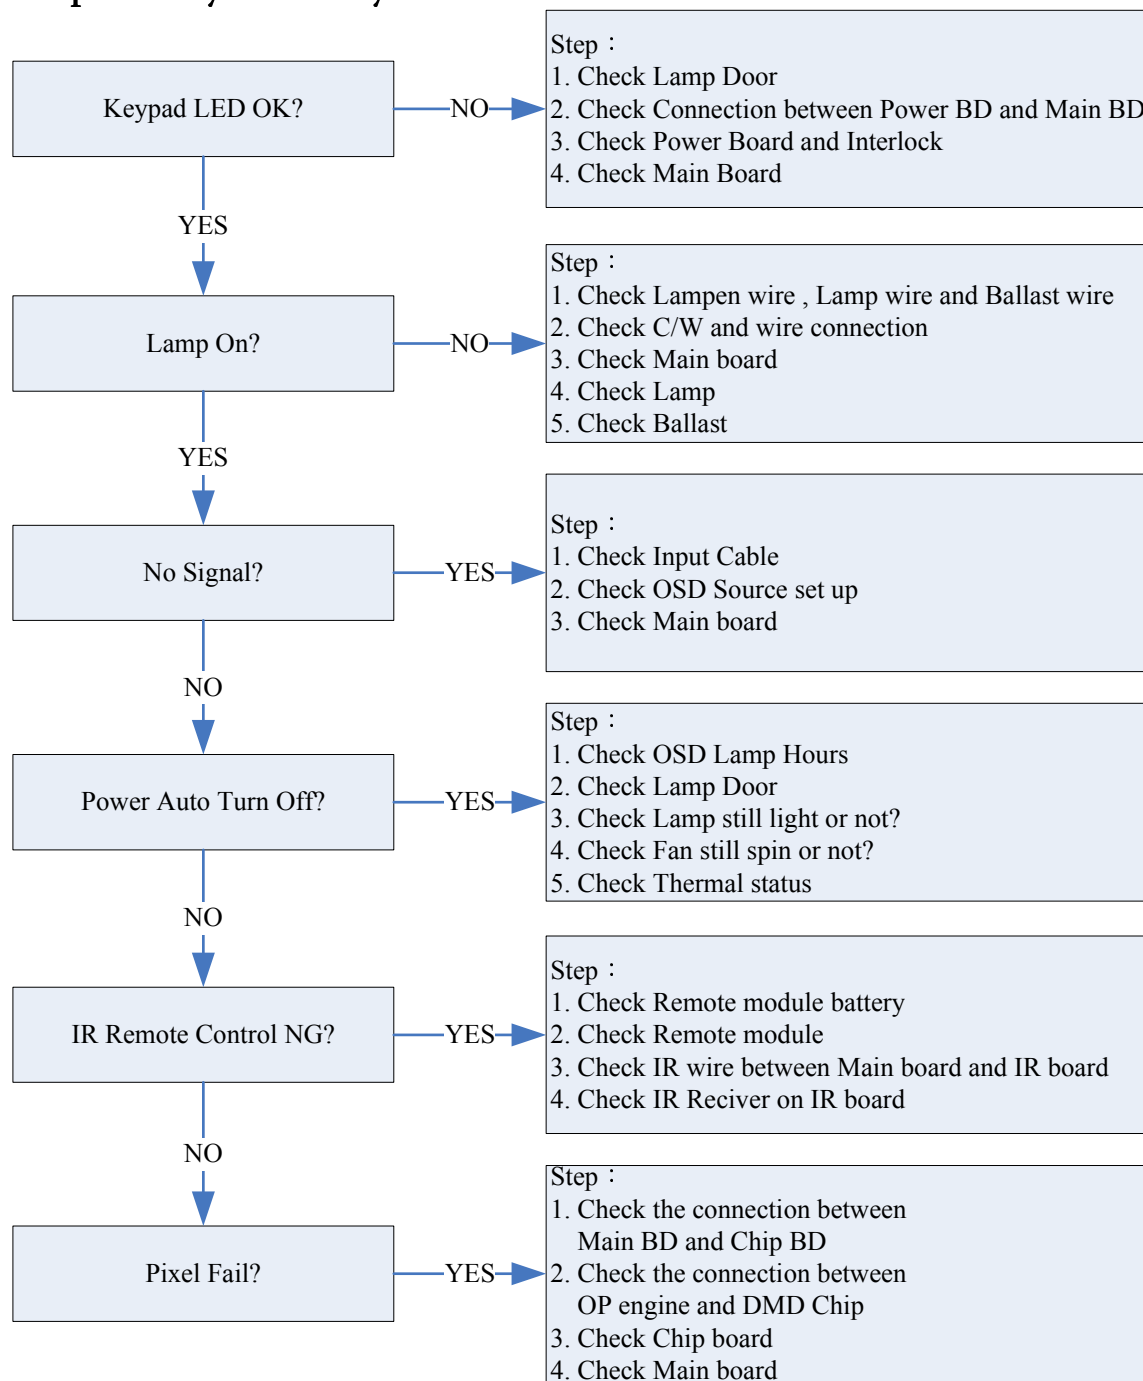 Keypad LED OK?
NO
Step：
1. Check Lamp Door
2. Check Connection between Power BD and Main BD
3. Check Power Board and Interlock
4. Check Main Board
YES
Lamp On?
NO
Step：
1. Check Lampen wire , Lamp wire and Ballast wire
2. Check C/W and wire connection
3. Check Main board
4. Check Lamp
5. Check Ballast
YES
No Signal?
YES
Step：
1. Check Input Cable
2. Check OSD Source set up
3. Check Main board
NO
Power Auto Turn Off?
YES
Step：
1. Check OSD Lamp Hours
2. Check Lamp Door
3. Check Lamp still light or not?
4. Check Fan still spin or not?
5. Check Thermal status
NO
IR Remote Control NG?
YES
Step：
1. Check Remote module battery
2. Check Remote module
3. Check IR wire between Main board and IR board
4. Check IR Reciver on IR board
NO
Pixel Fail?
YES
Step：
1. Check the connection between
Main BD and Chip BD
2. Check the connection between
OP engine and DMD Chip
3. Check Chip board
4. Check Main board